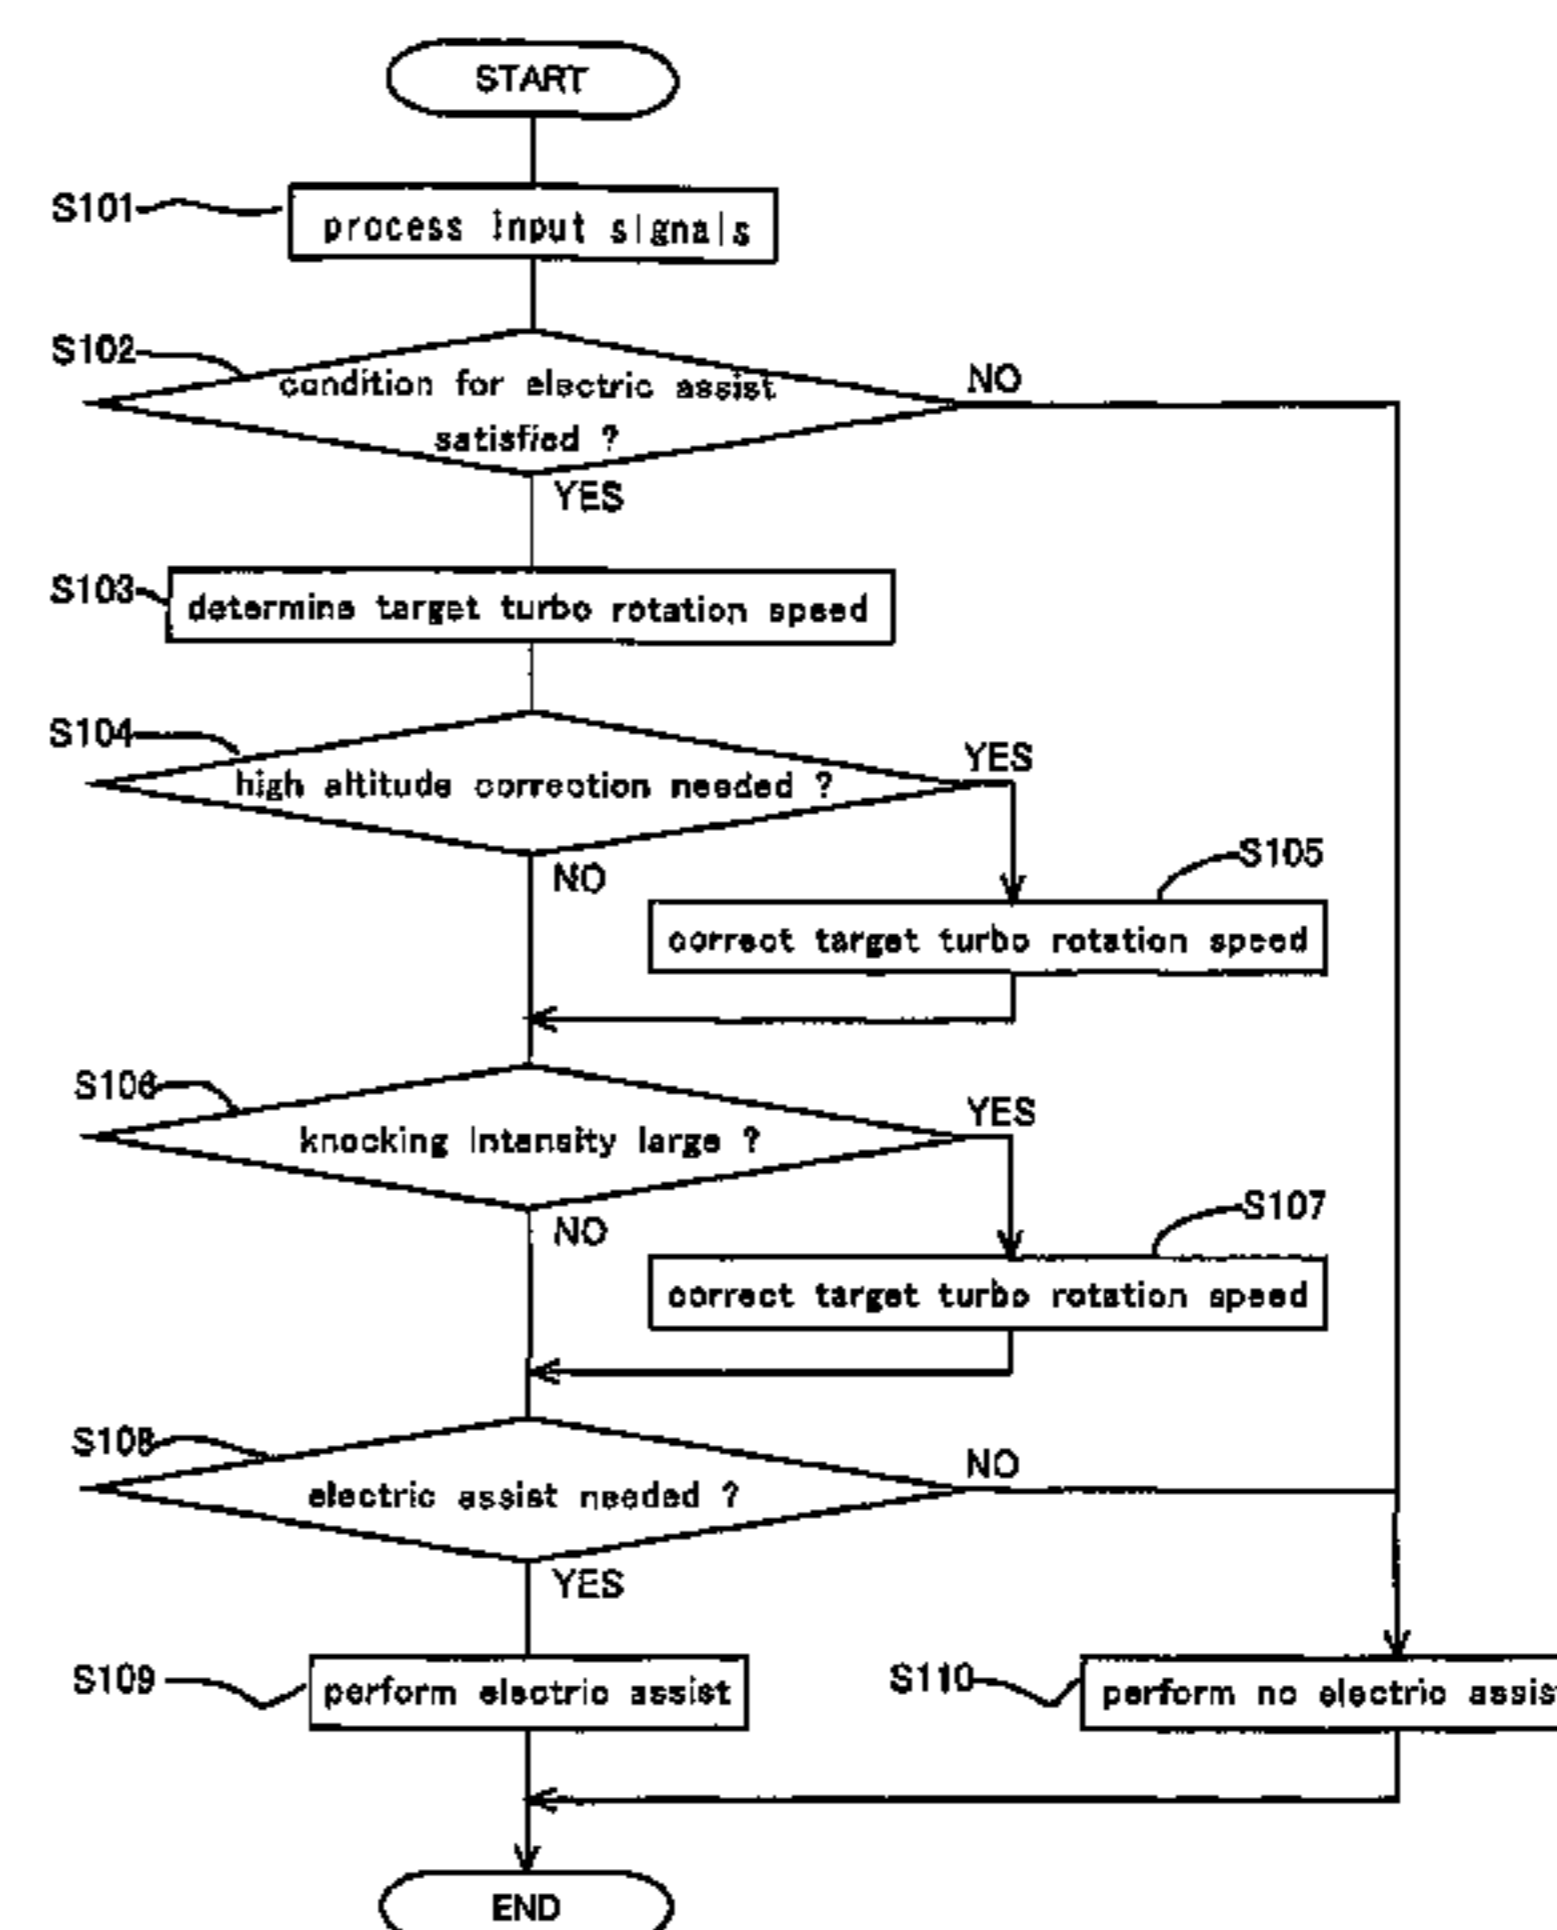 START
S101
process input signals
S102
condition for electric assist
satisfied ?
NO
YES
S103
determine target turbo rotation speed
S104
high altitude correction needed ?
YES
NO
S105
correct target turbo rotation speed
S106
knocking intensity large ?
YES
NO
S107
correct target turbo rotation speed
S108
electric assist needed ?
NO
YES
S109
perform electric assist
S110
perform no electric assist
END